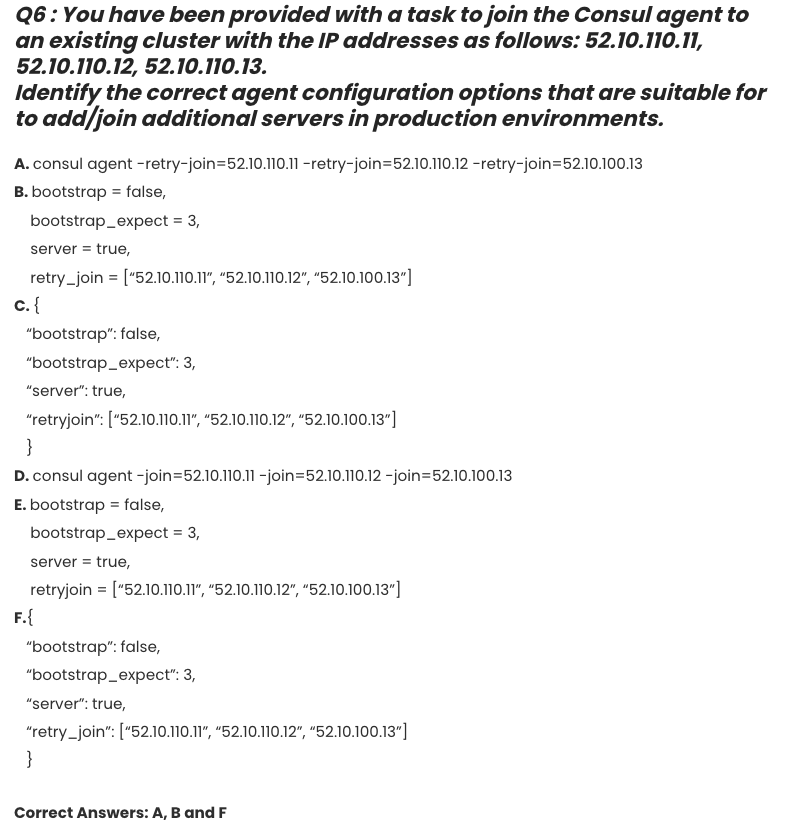 Q6 : You have been provided with a task to join the Consul agent to
an existing cluster with the IP addresses as follows: 52.10.110.11,
52.10.110.12, 52.10.110.13.
Identify the correct agent configuration options that are suitable for
to add/join additional servers in production environments.
A. consul agent -retry-join=52.10.110.11 -retry-join=52.10.110.12 -retry-join=52.10.100.13
B. bootstrap = false,
bootstrap_expect = 3,
server = true,
retry_join = [“52.10.110.11”, “52.10.110.12”, “52.10.100.13”]
C. {
“bootstrap”: false,
“bootstrap_expect”: 3,
“server”: true,
“retryjoin”: [“52.10.110.11”, “52.10.110.12”, “52.10.100.13”]
}
D. consul agent -join=52.10.110.11 -join=52.10.110.12 -join=52.10.100.13
E. bootstrap = false,
bootstrap_expect = 3,
server = true,
retryjoin = [“52.10.110.11”, “52.10.110.12”, “52.10.100.13”]
F.{
“bootstrap”: false,
“bootstrap_expect”: 3,
“server”: true,
“retry_join”: [“52.10.110.11”, “52.10.110.12”, “52.10.100.13”]
}
Correct Answers: A, B and F